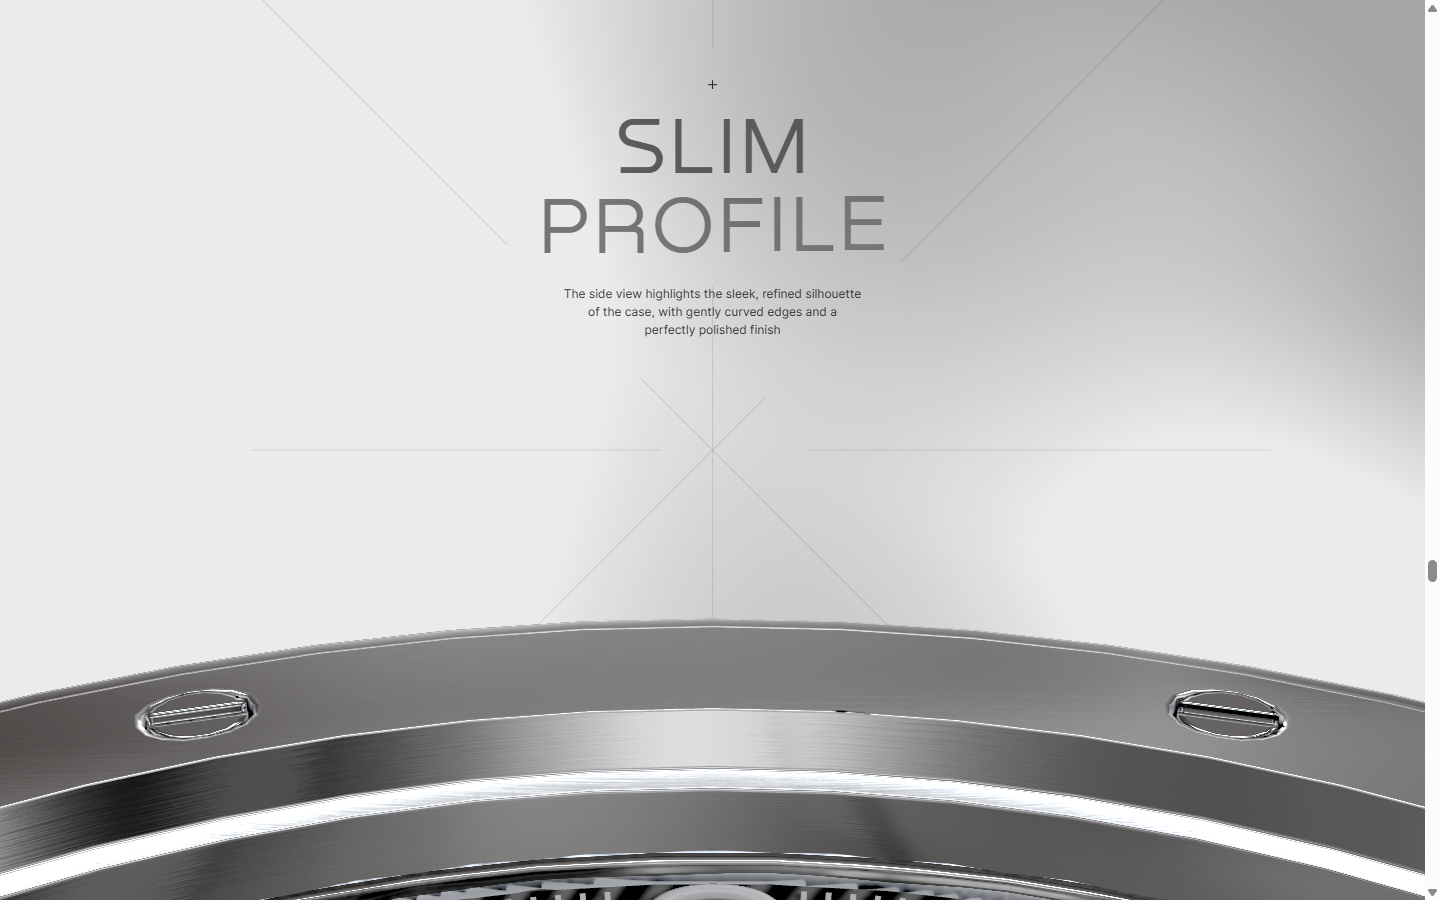 +
SLIM
PROFILE
The side view highlights the sleek, refined silhouette
of the case, with gently curved edges and a
perfectly polished finish